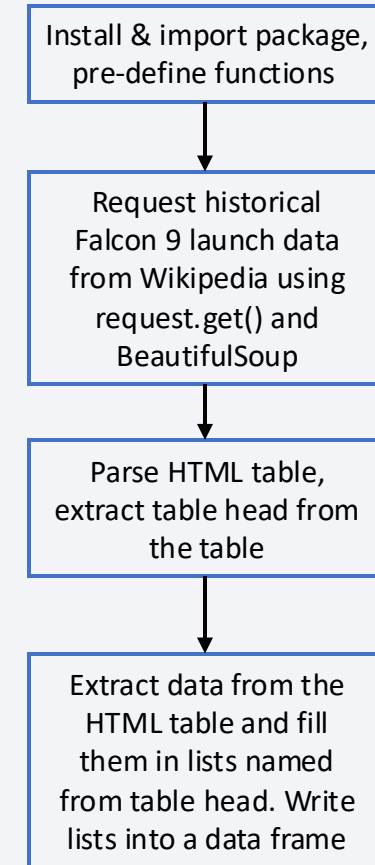 Install & import package,
pre-define functions
Request historical
Falcon 9 launch data
from Wikipedia using
request.get() and
BeautifulSoup
Parse HTML table,
extract table head from
the table
Extract data from the
HTML table and fill
them in lists named
from table head. Write
lists into a data frame